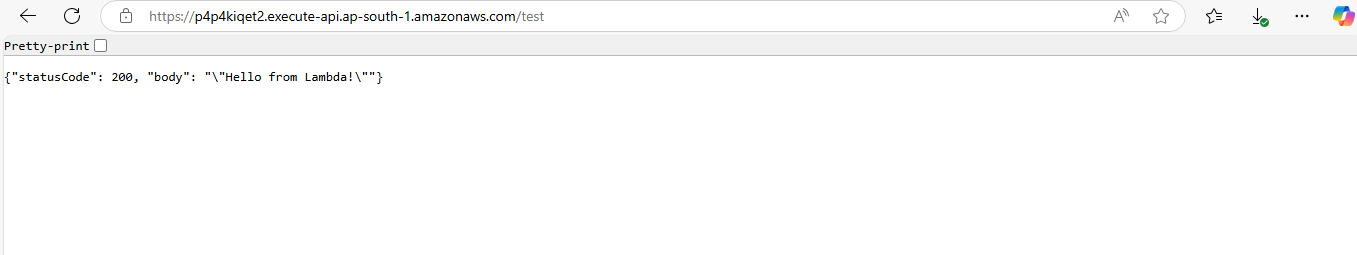 https://p4p4kiqet2.execute-api.ap-south-1.amazonaws.com/test
Pretty-print
{"statusCode": 200, "body": "\"Hello from Lambda!\""}